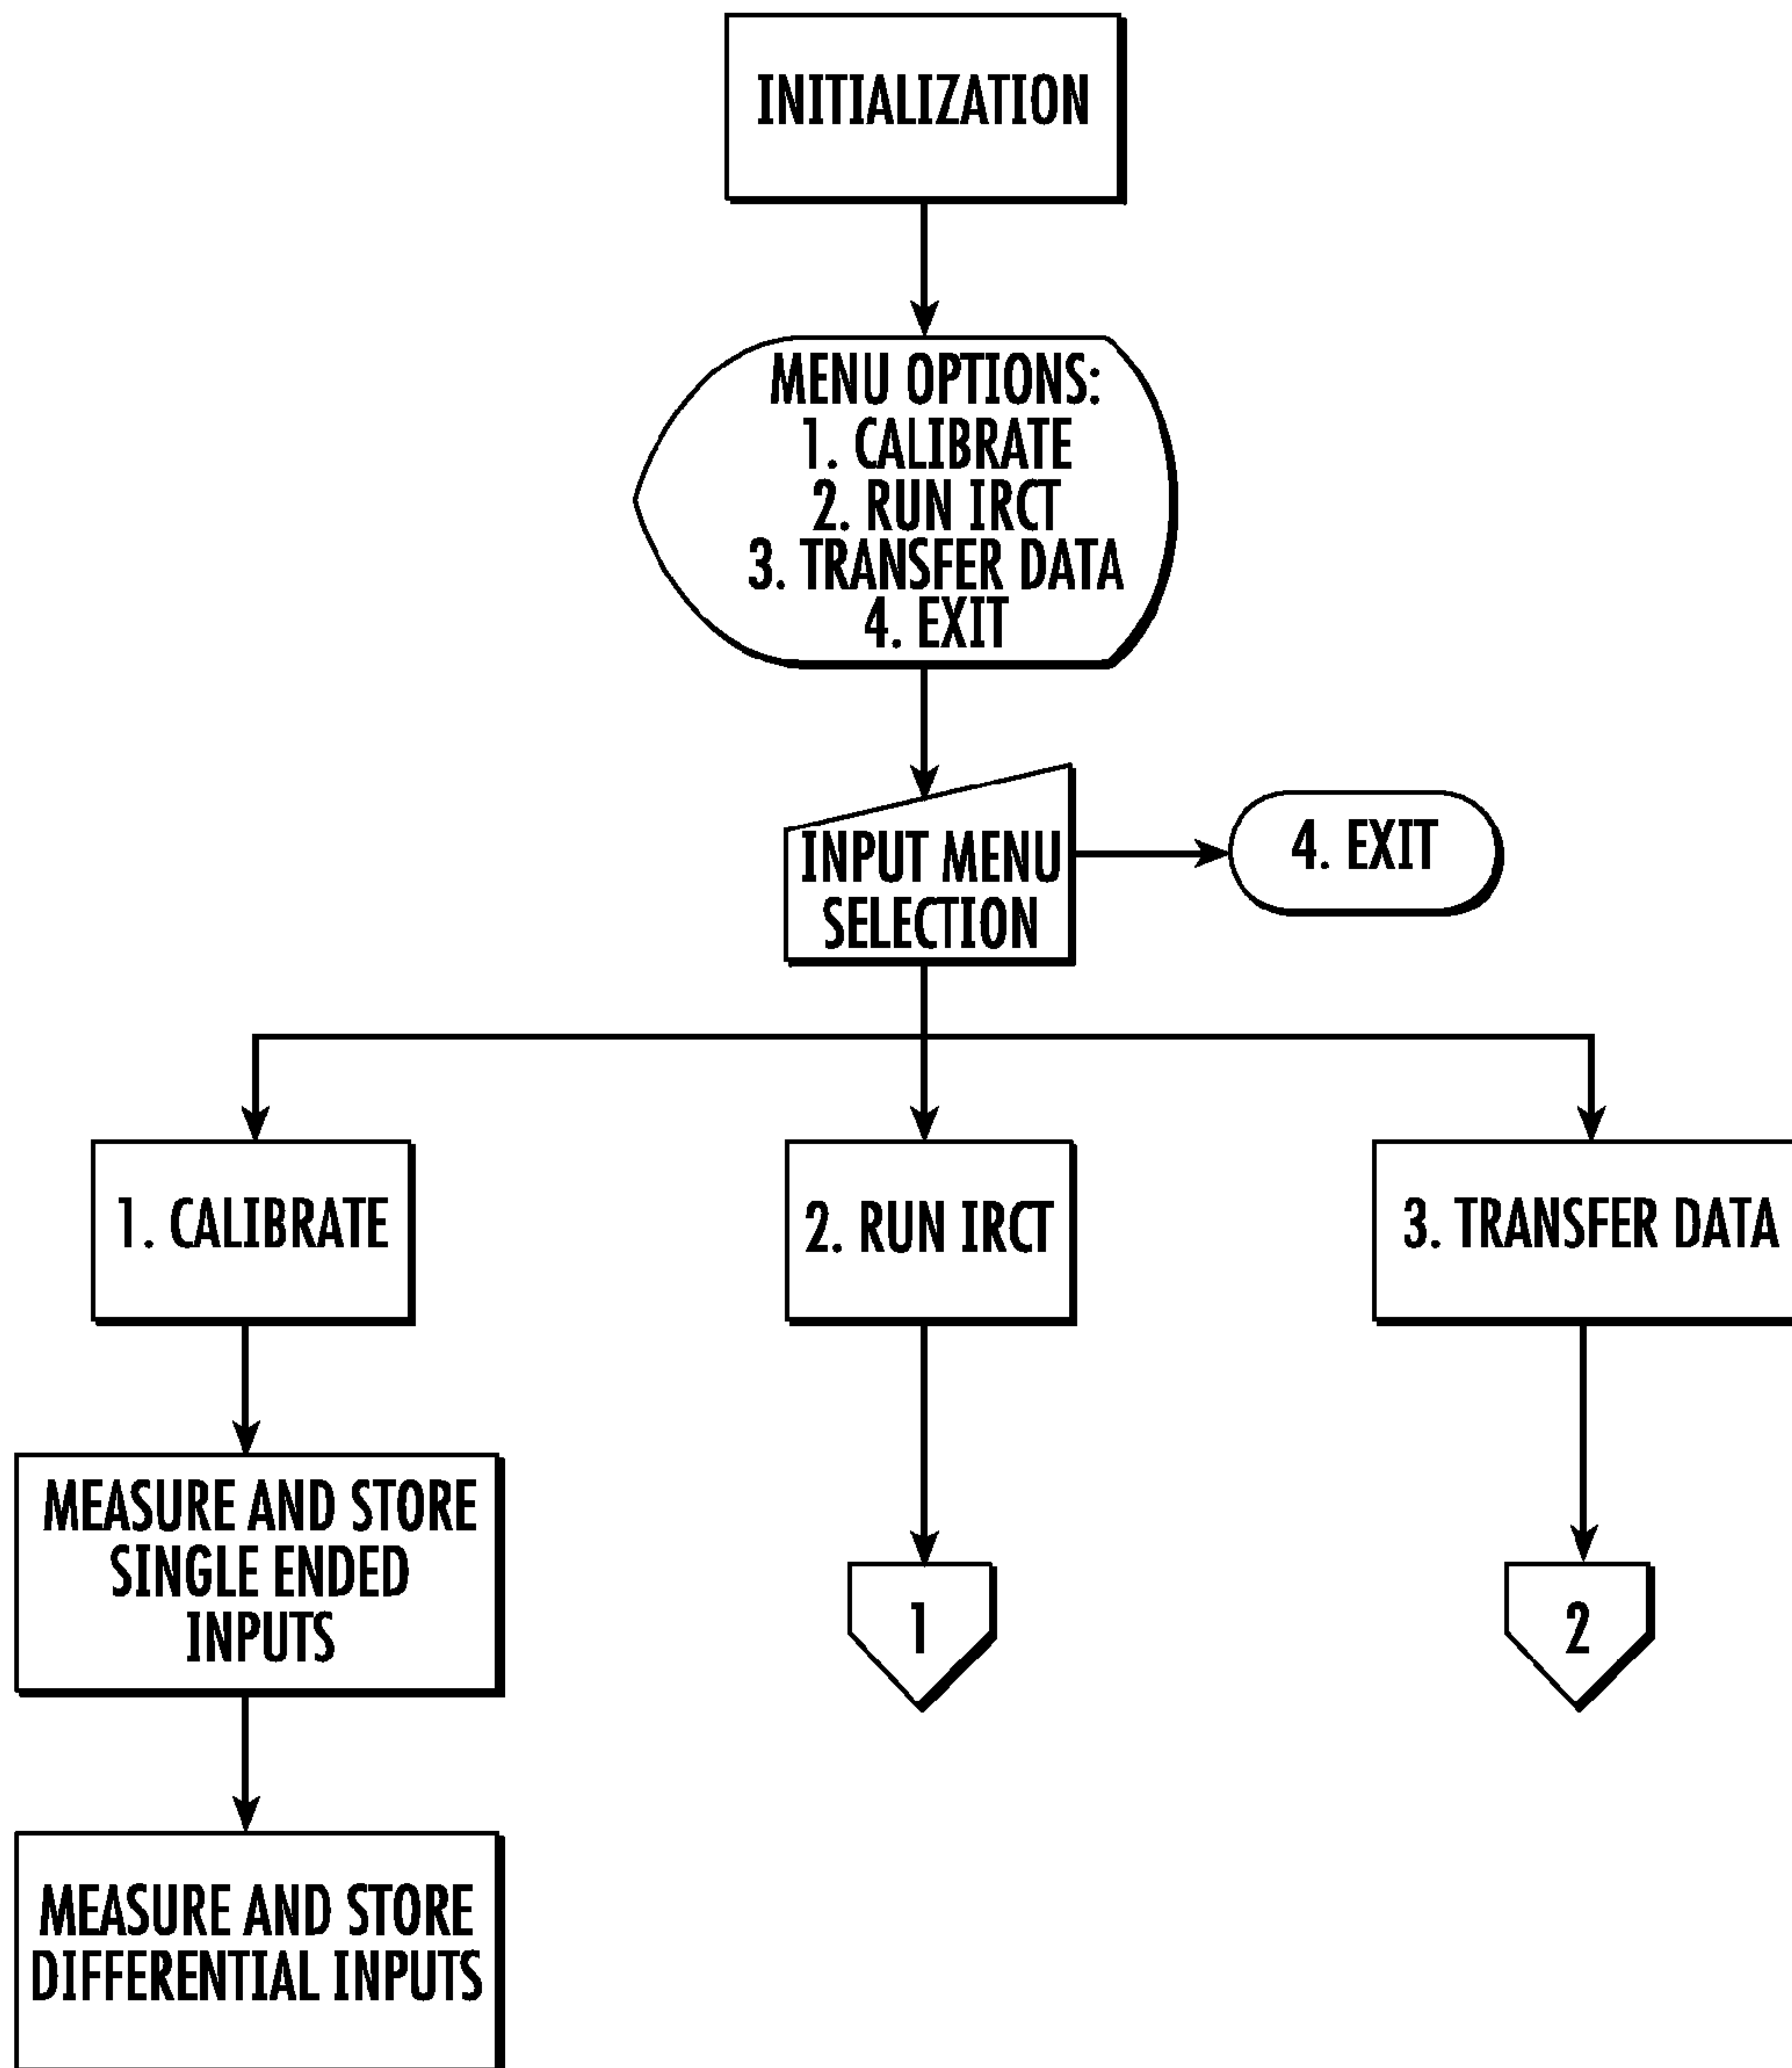 INITIALIZATION
MENU OPTIONS:
1. CALIBRATE
2. RUN IRCT
3. TRANSFER DATA
4. EXIT
INPUT MENU
SELECTION
4. EXIT
1. CALIBRATE
2. RUN IRCT
3. TRANSFER DATA
MEASURE AND STORE
SINGLE ENDED
INPUTS
1
2
MEASURE AND STORE
DIFFERENTIAL INPUTS